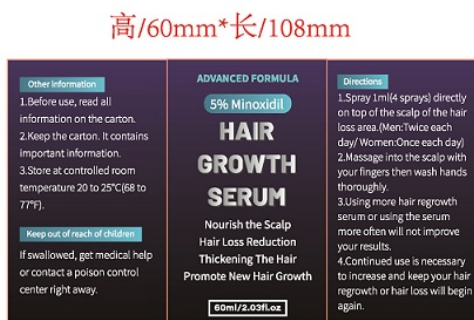 高/60mm*长/108mm
Other information
1.Before use, read all
information on the carton.
2.Keep the carton. It contains
important information.
3.Store at controlled room
temperature 20 to 25°C(68 to
77°F).
Keep out of reach of children
If swallowed, get medical help
or contact a poison control
center right away.
ADVANCED FORMULA
5% Minoxidil
HAIR
GROWTH
SERUM
Nourish the Scalp
Hair Loss Reduction
Thickening The Hair
Promote New Hair Growth
60ml/2.03fl.oz
Directions
1.Spray 1ml(4 sprays) directly
on top of the scalp of the hair
loss area.(Men:Twice each
day/ Women:Once each day)
2.Massage into the scalp with
your fingers then wash hands
thoroughly.
3.Using more hair regrowth
serum or using the serum
more often will not improve
your results.
4.Continued use is necessary
to increase and keep your hair
regrowth or hair loss will begin
again.